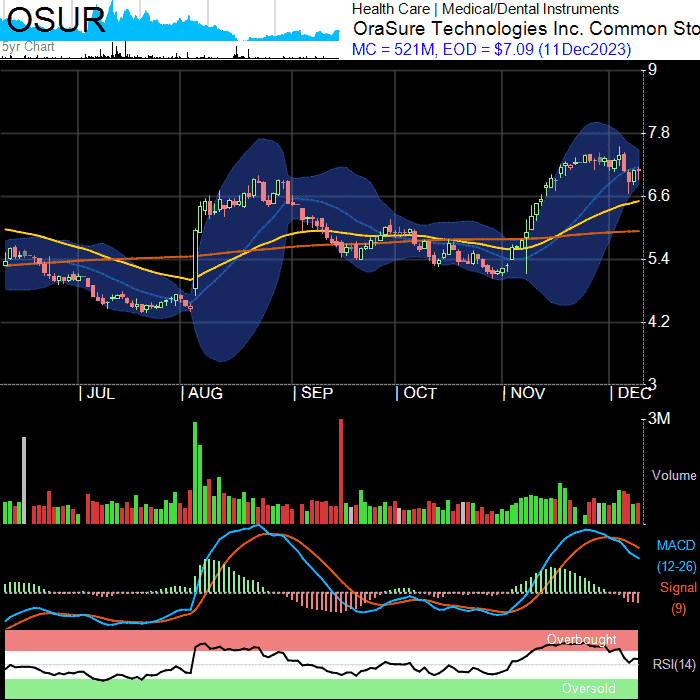 OSUR
5yr Chart
Health Care | Medical/Dental Instruments
OraSure Technologies Inc. Common Sto
MC = 521M, EOD = $7.09 (11Dec2023)
9
7.8
6.6
5.4
4.2
3
| JUL
| AUG
| SEP
| OCT
| NOV
| DEC
3M
Volume
MACD
(12-26)
Signal
(9)
Overbought
RSI(14)
Oversold